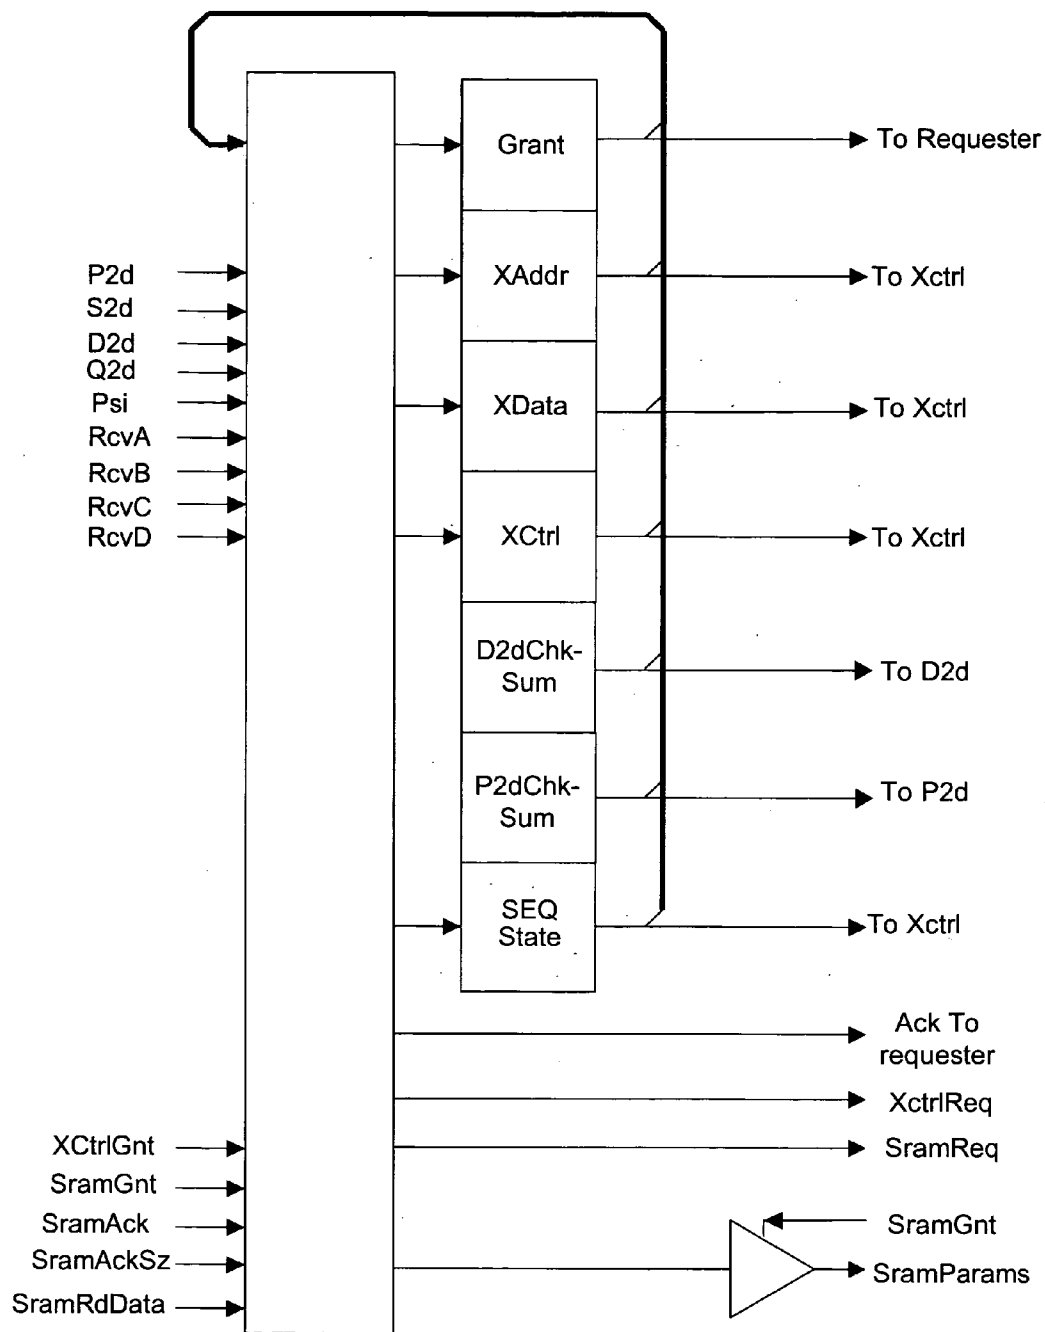 Grant
To Requester
P2d
XAddr
To Xctrl
S2d
D2d
Q2d
Psi
XData
To Xctrl
RcvA
RcvB
RcvC
RcvD
XCtrl
To Xctrl
D2dChk-
Sum
To D2d
P2dChk-
Sum
To P2d
SEQ
State
To Xctrl
Ack To
requester
XctrlReq
XCtrlGnt
SramReq
SramGnt
SramAck
SramGnt
SramAckSz
SramParams
SramRdData